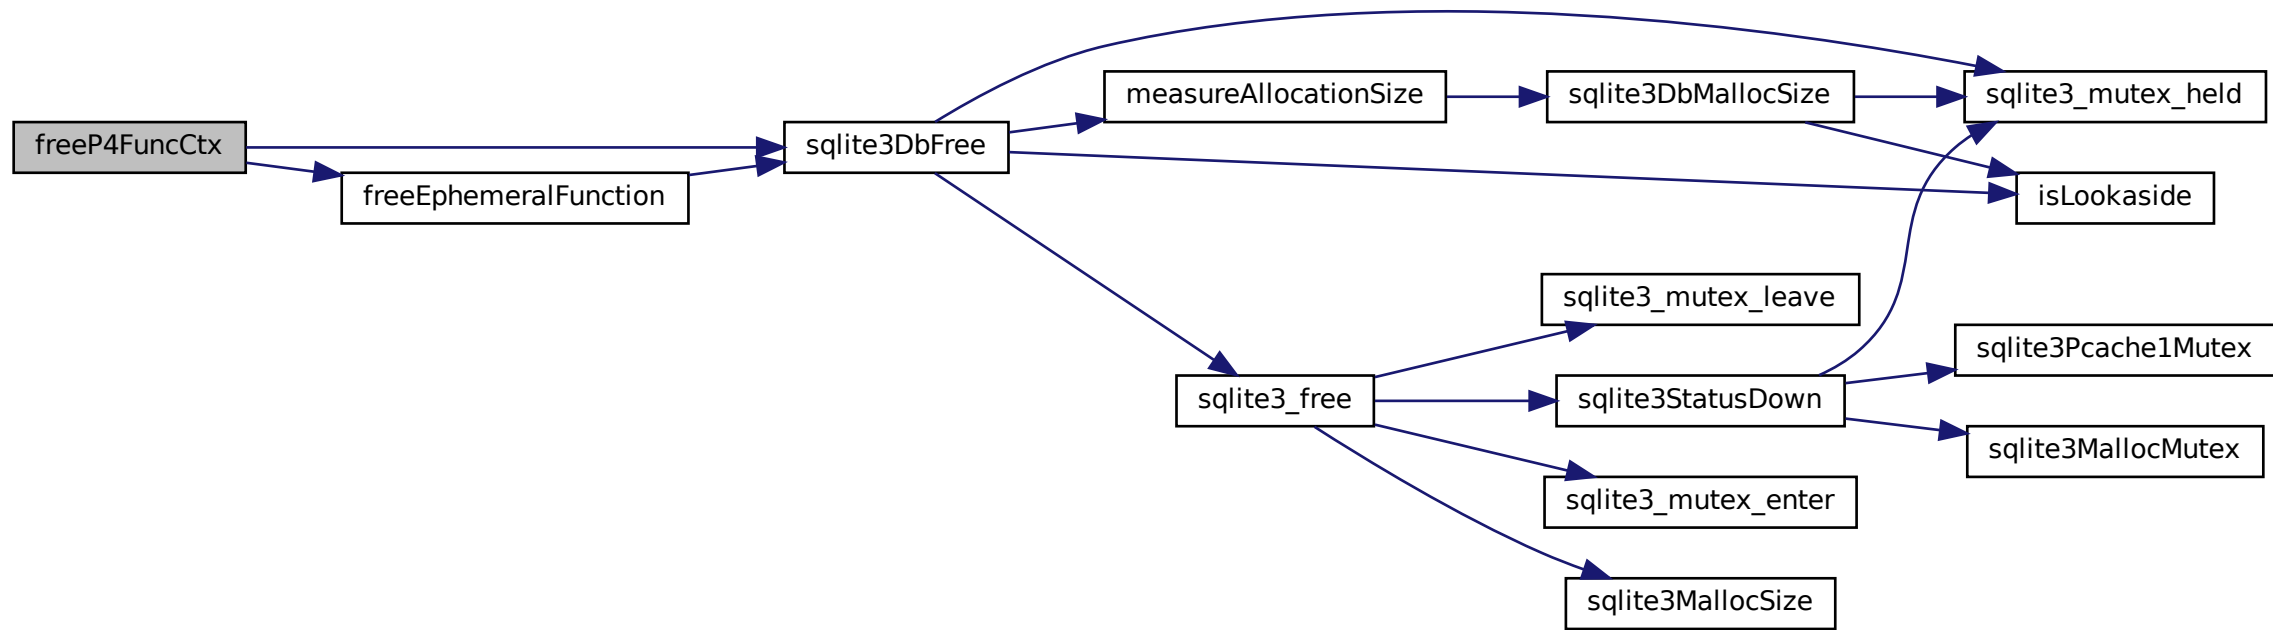 freeP4FuncCtx
freeEphemeralFunction
sqlite3DbFree
measureAllocationSize
sqlite3DbMallocSize
sqlite3_mutex_held
isLookaside
sqlite3_free
sqlite3_mutex_leave
sqlite3StatusDown
sqlite3_mutex_enter
sqlite3MallocSize
sqlite3Pcache1Mutex
sqlite3MallocMutex